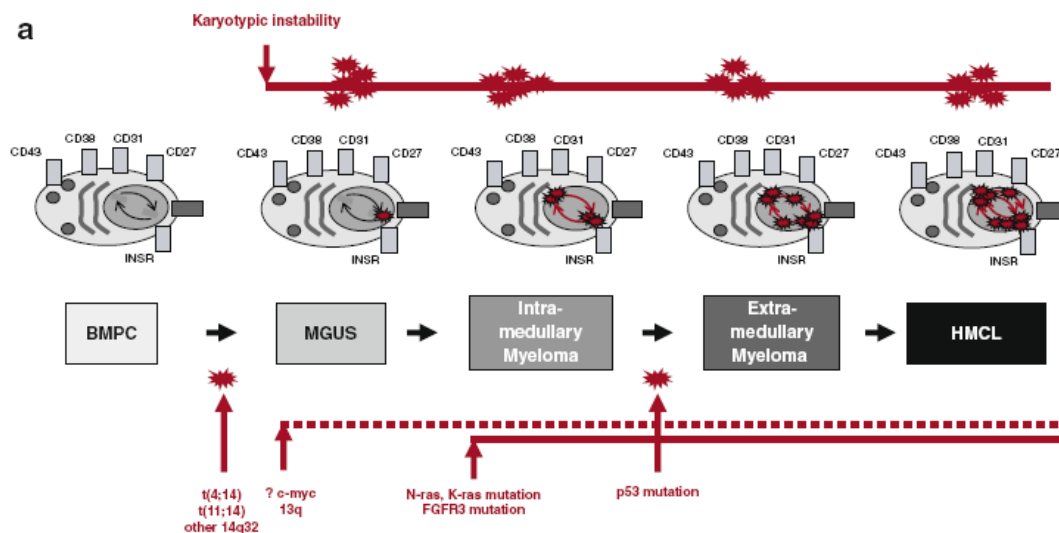 a
Karyotypic instability
CD43 CD38 CD31 CD27
CD43 CD38 CD31 CD27
CD43 CD38 CD31 CD27
CD43 CD38 CD31 CD27
CD43 CD38 CD31 CD27
INSR
INSR
INSR
INSR
INSR
BMPC
MGUS
Intra-
medullary
Myeloma
Extra-
medullary
Myeloma
HMCL
t(4;14)
t(11;14)
other 14q32
? c-myc
13q
N-ras, K-ras mutation
FGFR3 mutation
p53 mutation